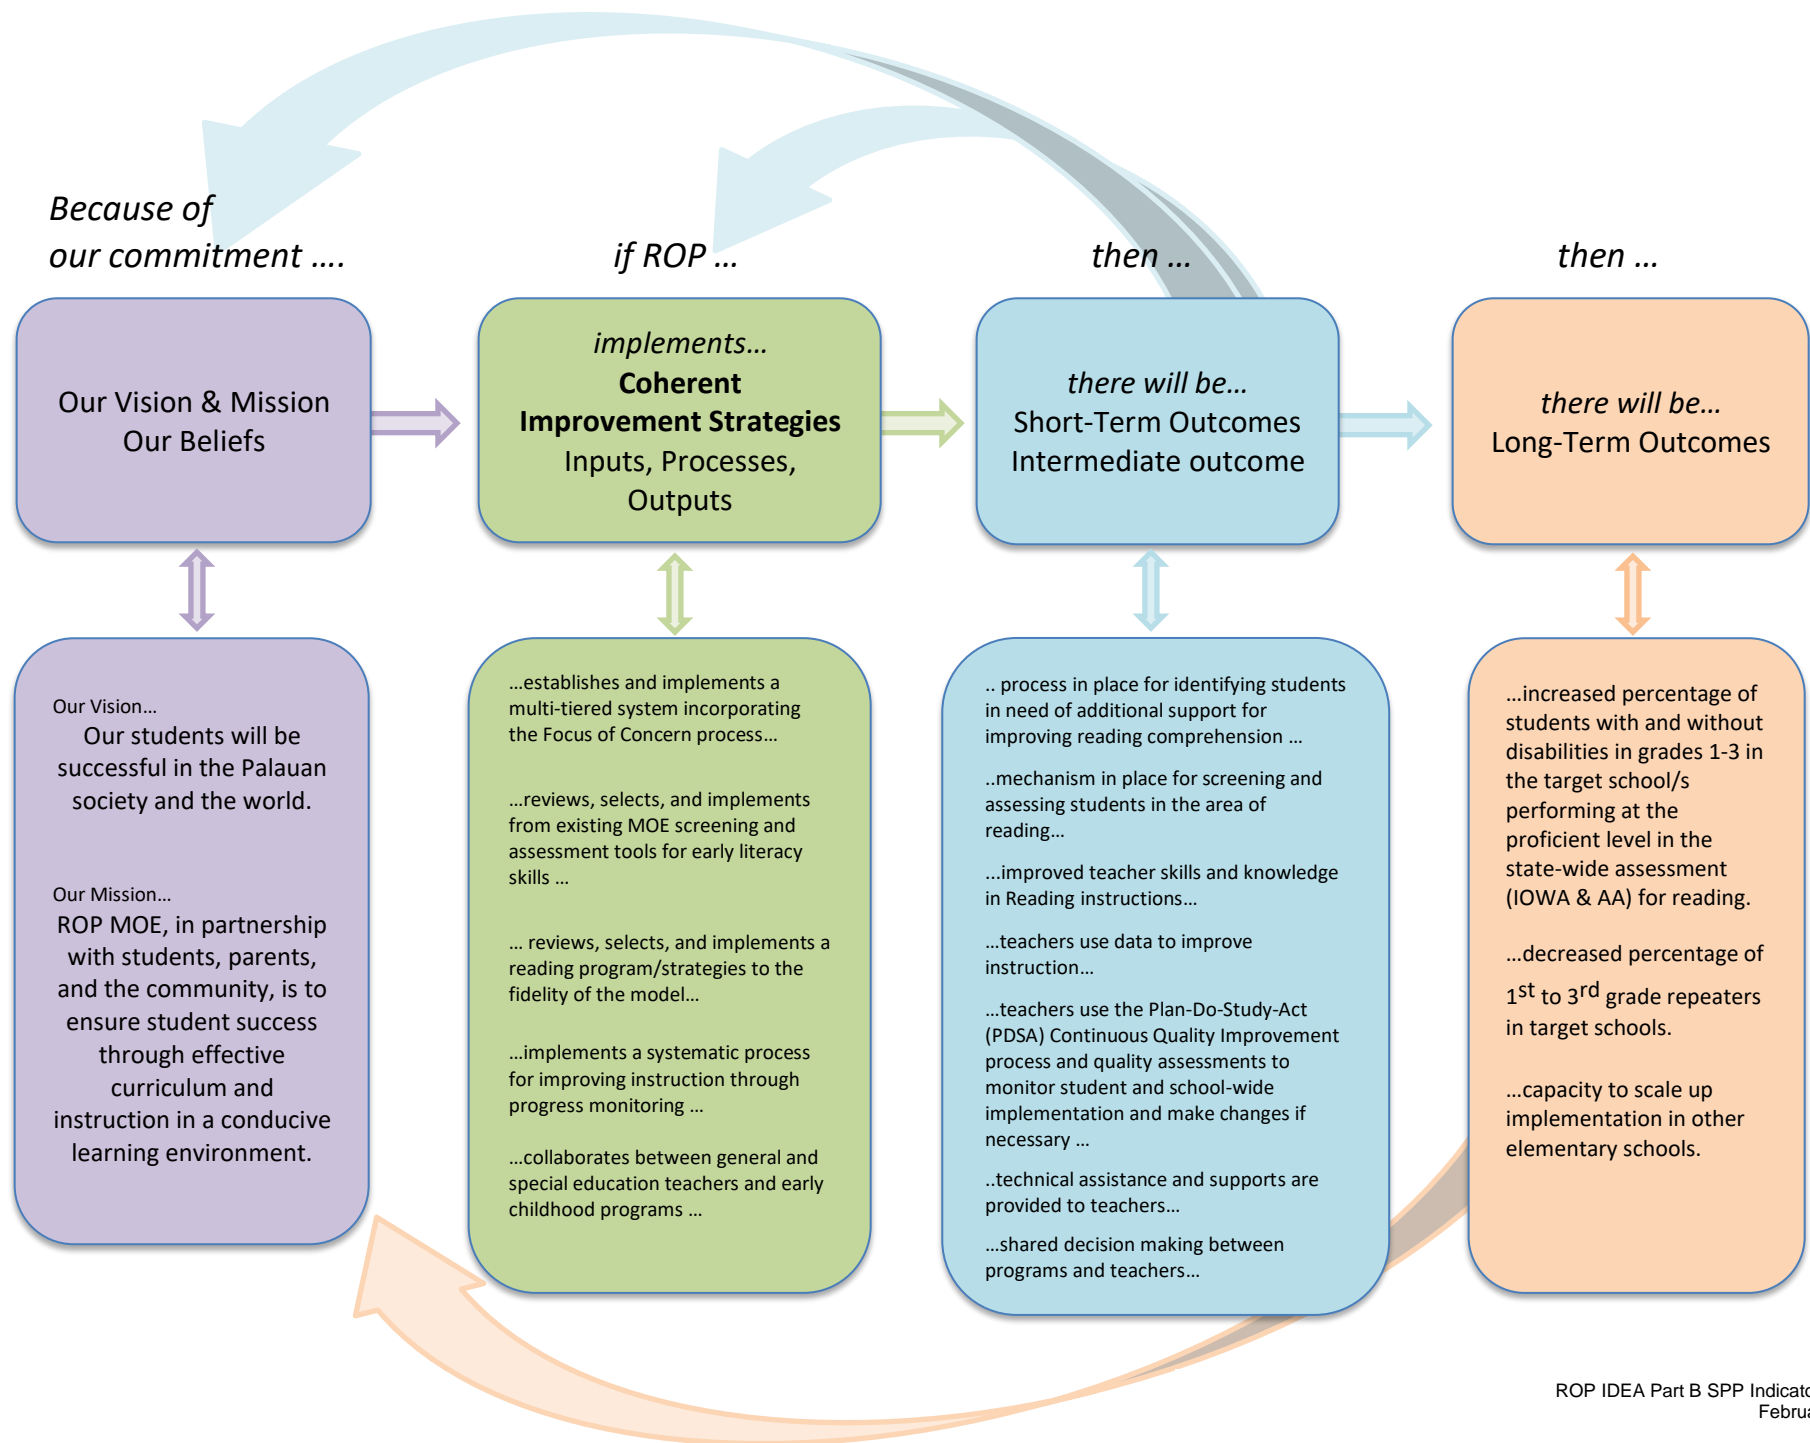 Because of
our commitment ….
if ROP …
then …
then …
Our Vision & Mission
Our Beliefs
implements…
Coherent
Improvement Strategies
Inputs, Processes,
Outputs
there will be…
Short-Term Outcomes
Intermediate outcome
there will be…
Long-Term Outcomes
Our Vision…
Our students will be
successful in the Palauan
society and the world.
Our Mission…
ROP MOE, in partnership
with students, parents,
and the community, is to
ensure student success
through effective
curriculum and
instruction in a conducive
learning environment.
…establishes and implements a
multi-tiered system incorporating
the Focus of Concern process…
…reviews, selects, and implements
from existing MOE screening and
assessment tools for early literacy
skills …
… reviews, selects, and implements a
reading program/strategies to the
fidelity of the model…
…implements a systematic process
for improving instruction through
progress monitoring …
…collaborates between general and
special education teachers and early
childhood programs …
.. process in place for identifying students
in need of additional support for
improving reading comprehension …
..mechanism in place for screening and
assessing students in the area of
reading…
...improved teacher skills and knowledge
in Reading instructions…
…teachers use data to improve
instruction…
…teachers use the Plan-Do-Study-Act
(PDSA) Continuous Quality Improvement
process and quality assessments to
monitor student and school-wide
implementation and make changes if
necessary …
..technical assistance and supports are
provided to teachers…
…shared decision making between
programs and teachers…
…increased percentage of
students with and without
disabilities in grades 1-3 in
the target school/s
performing at the
proficient level in the
state-wide assessment
(IOWA & AA) for reading.
…decreased percentage of
1st to 3rd grade repeaters
in target schools.
…capacity to scale up
implementation in other
elementary schools.
ROP IDEA Part B SPP